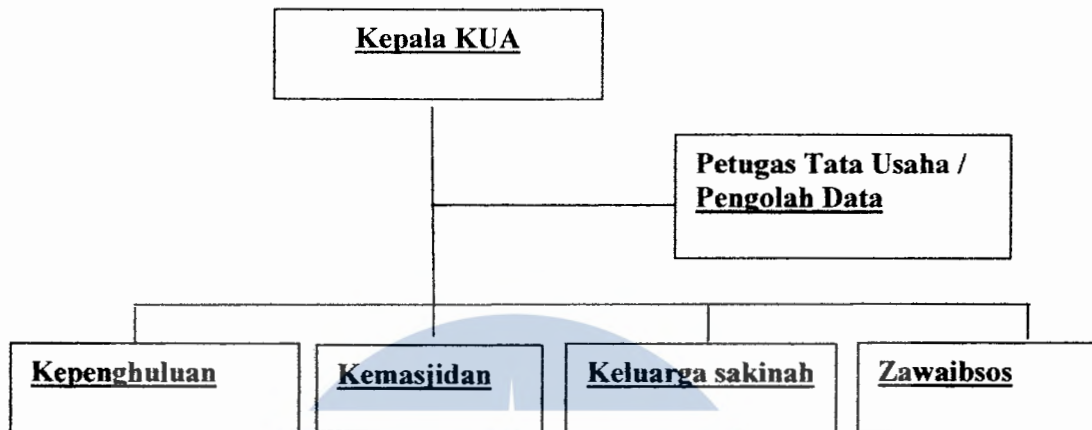 Kepala KUA
Petugas Tata Usaha /
Pengolah Data
Kepenghuluan
Kemasjidan
Keluarga sakinah
Zawaibsos